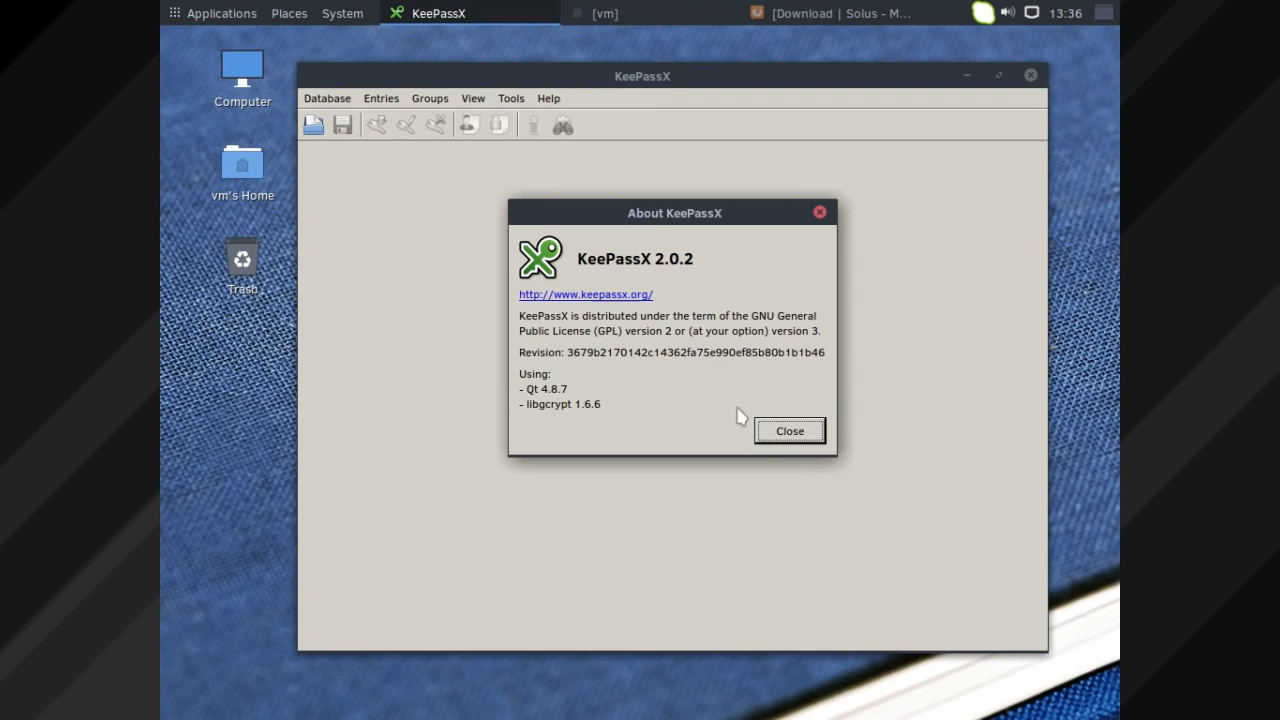 Applications Places System KeePassX [vm] [Download | Solus - M... 13:36
Computer
vm's Home
Trash
KeePassX
Database Entries Groups View Tools Help
About KeePassX
KeePassX 2.0.2
http://www.keepassx.org/
KeePassX is distributed under the term of the GNU General
Public License (GPL) version 2 or (at your option) version 3.
Revision: 3679b2170142c14362fa75e990ef85b80b1b1b46
Using:
- Qt 4.8.7
- libgcrypt 1.6.6
Close